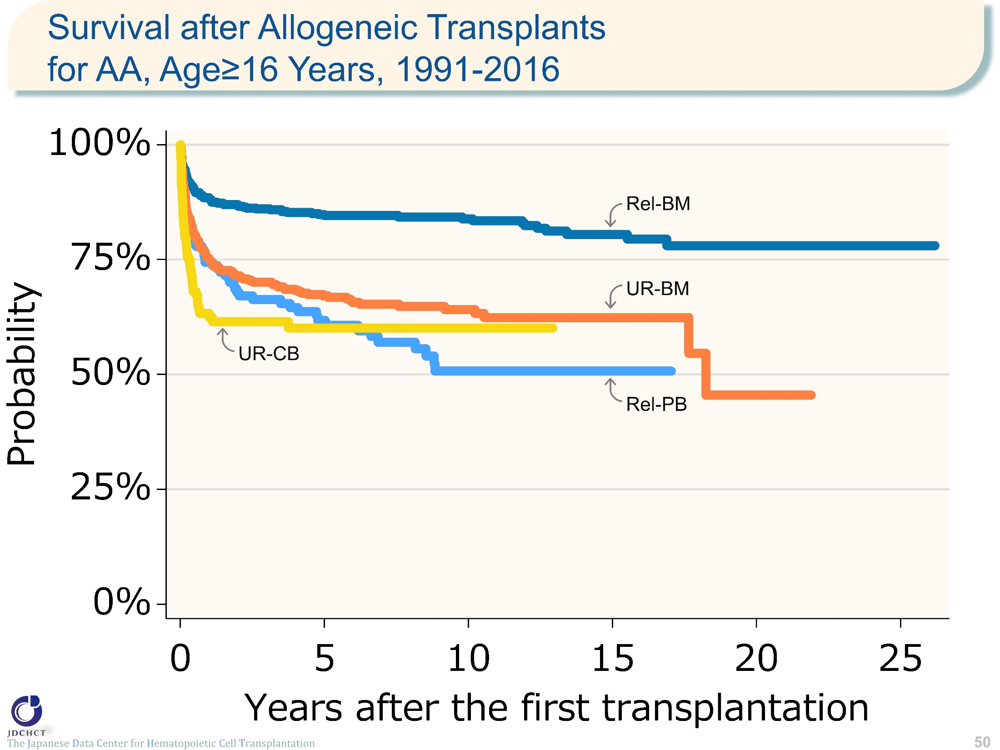 Survival after Allogeneic Transplants
for AA, Age≥16 Years, 1991-2016
100%
75%
50%
25%
0%
Probability
Rel-BM
UR-BM
UR-CB
Rel-PB
0 5 10 15 20 25
Years after the first transplantation
JDCHCT
The Japanese Data Center for Hematopoietic Cell Transplantation
50